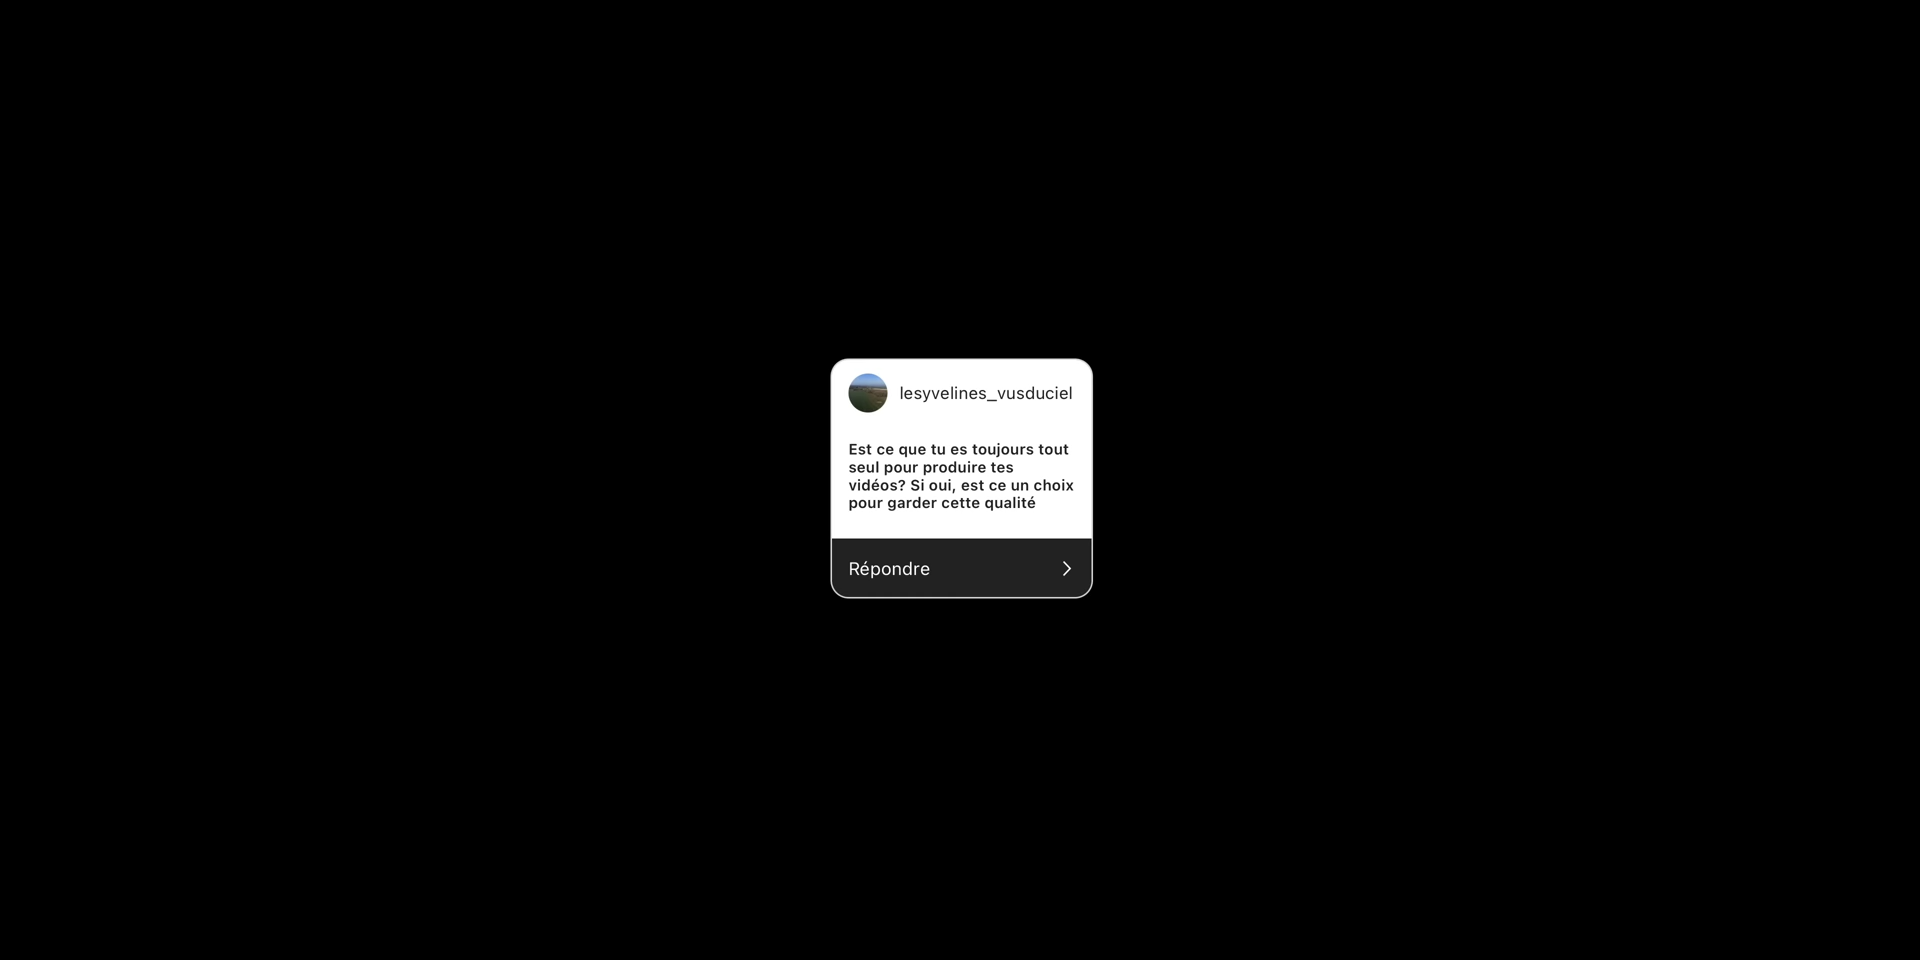 lesyvelines_vusduciel
Est ce que tu es toujours tout
seul pour produire tes
vidéos? Si oui, est ce un choix
pour garder cette qualité
Répondre